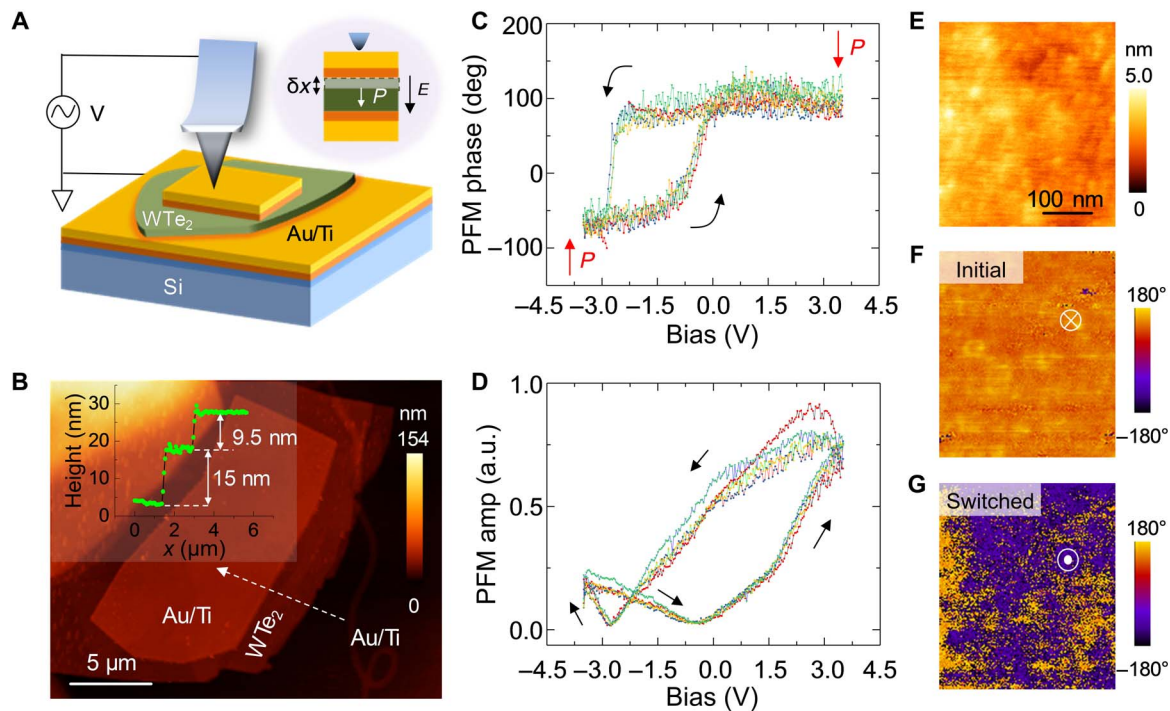 A
V
δx
P
E
WTe₂
Au/Ti
Si
B
Height (nm)
30
20
10
0
9.5 nm
15 nm
0 2 4 6
x (μm)
nm
154
0
Au/Ti
WTe₂
Au/Ti
5 μm
C
PFM phase (deg)
200
100
0
−100
P
P
−4.5 −3.0 −1.5 0.0 1.5 3.0 4.5
Bias (V)
D
PFM amp (a.u.)
1.0
0.5
0.0
−4.5 −3.0 −1.5 0.0 1.5 3.0 4.5
Bias (V)
E
nm
5.0
0
100 nm
F
Initial
180°
−180°
G
Switched
180°
−180°